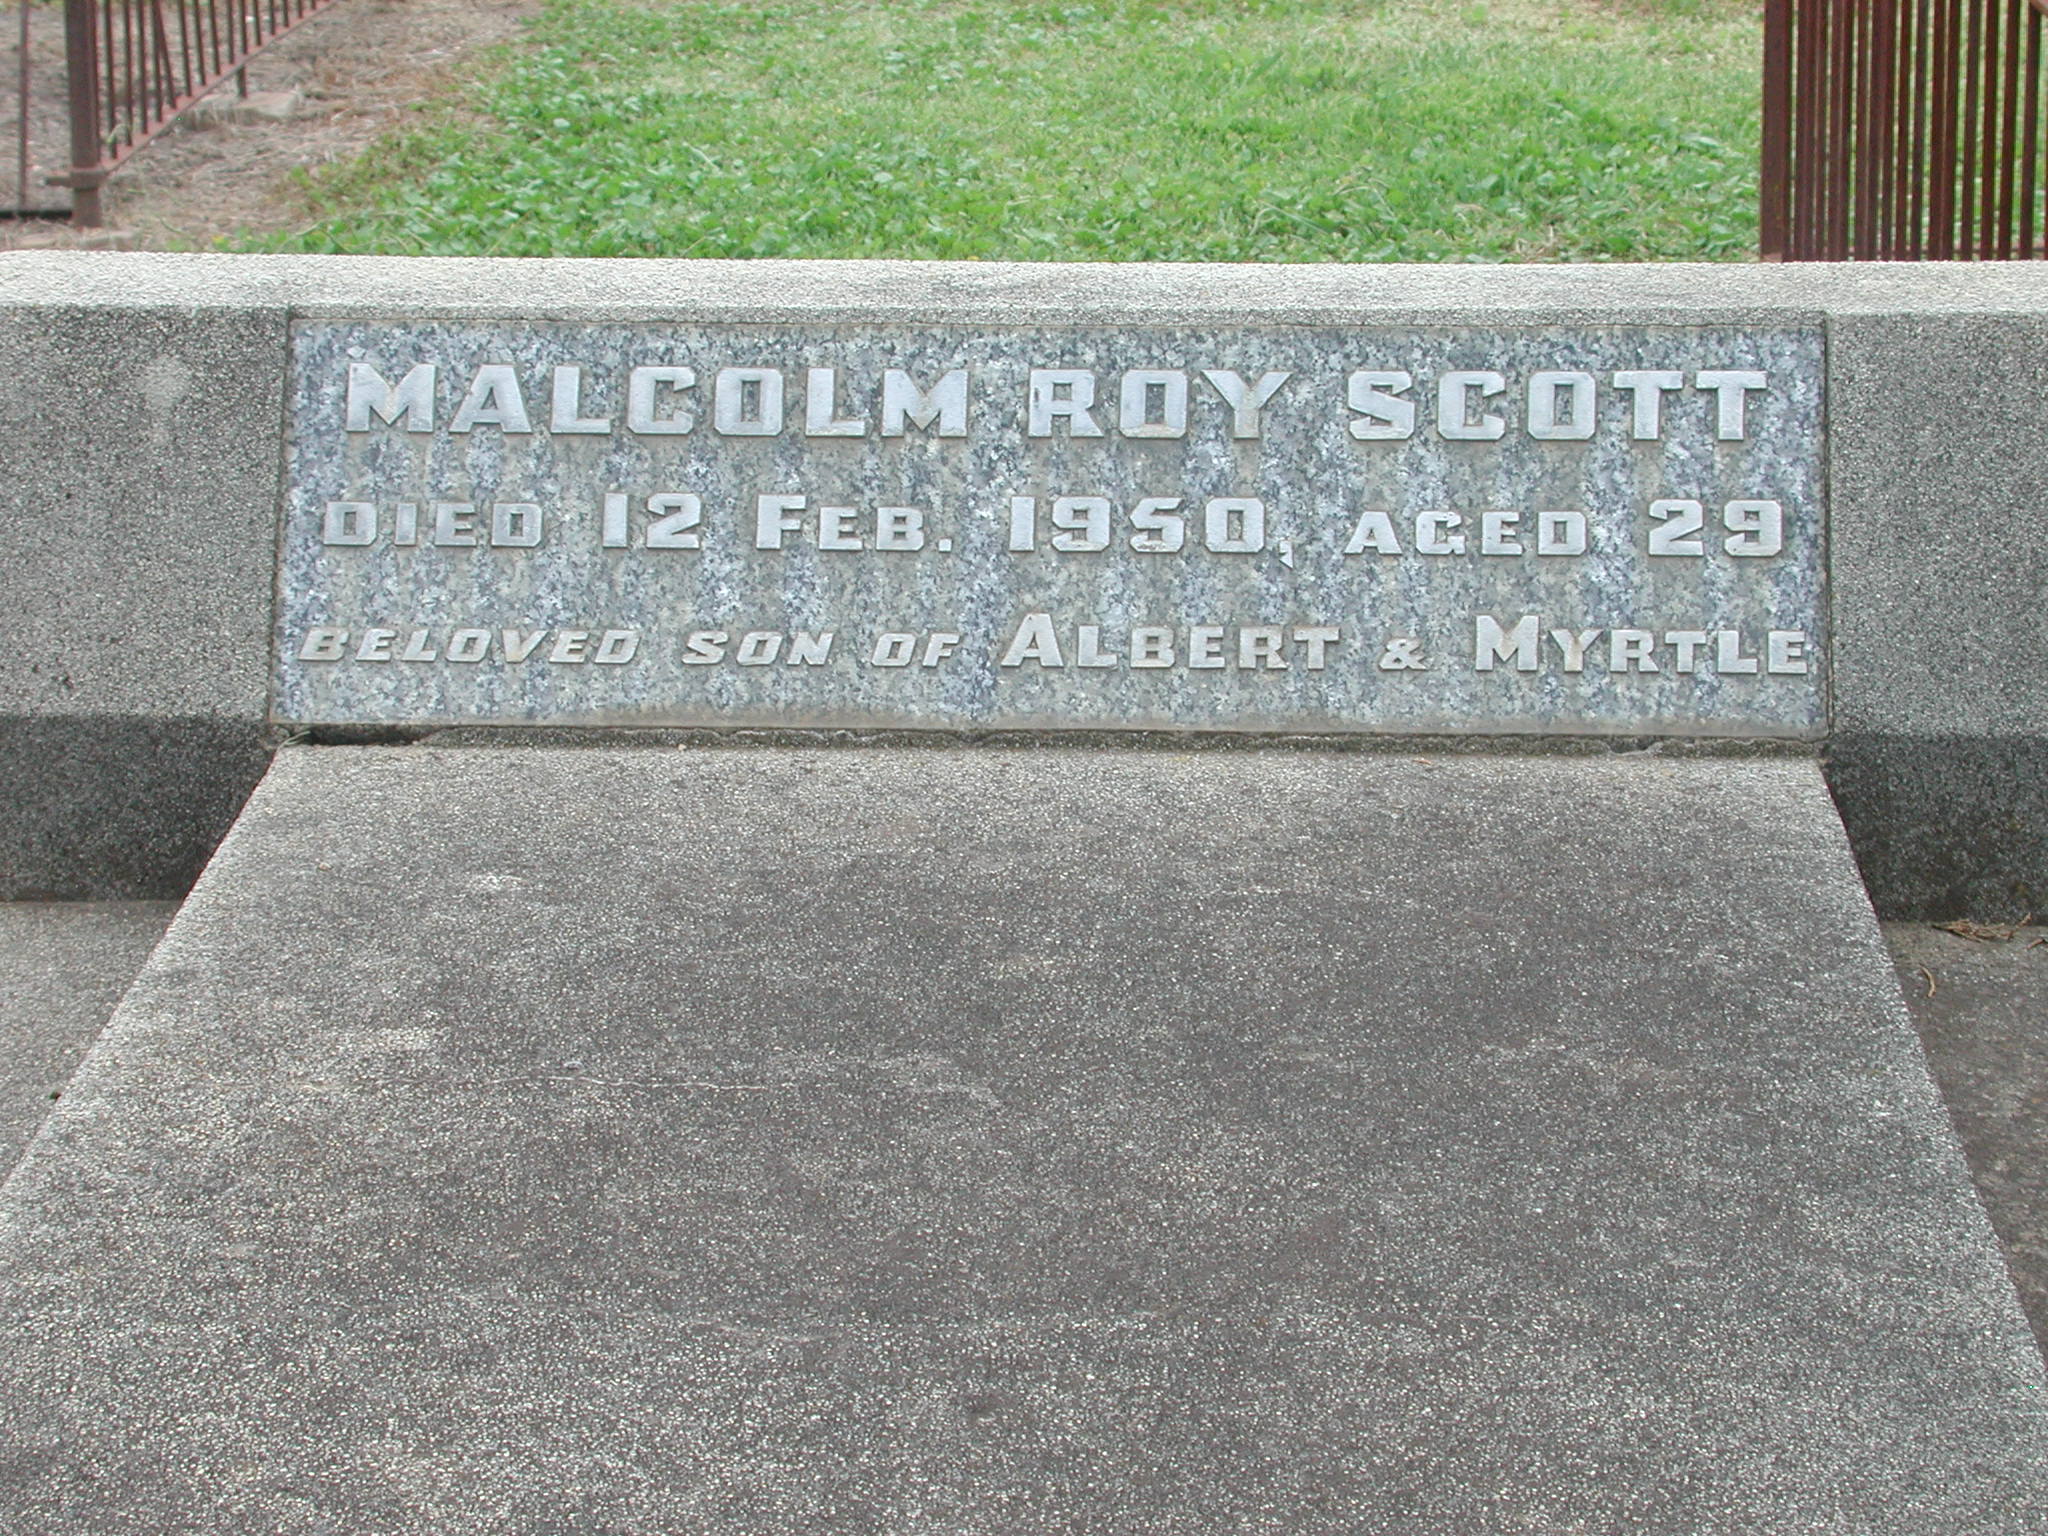 MALCOLM ROY SCOTT
DIED 12 FEB. 1950, AGED 29
BELOVED SON OF ALBERT & MYRTLE